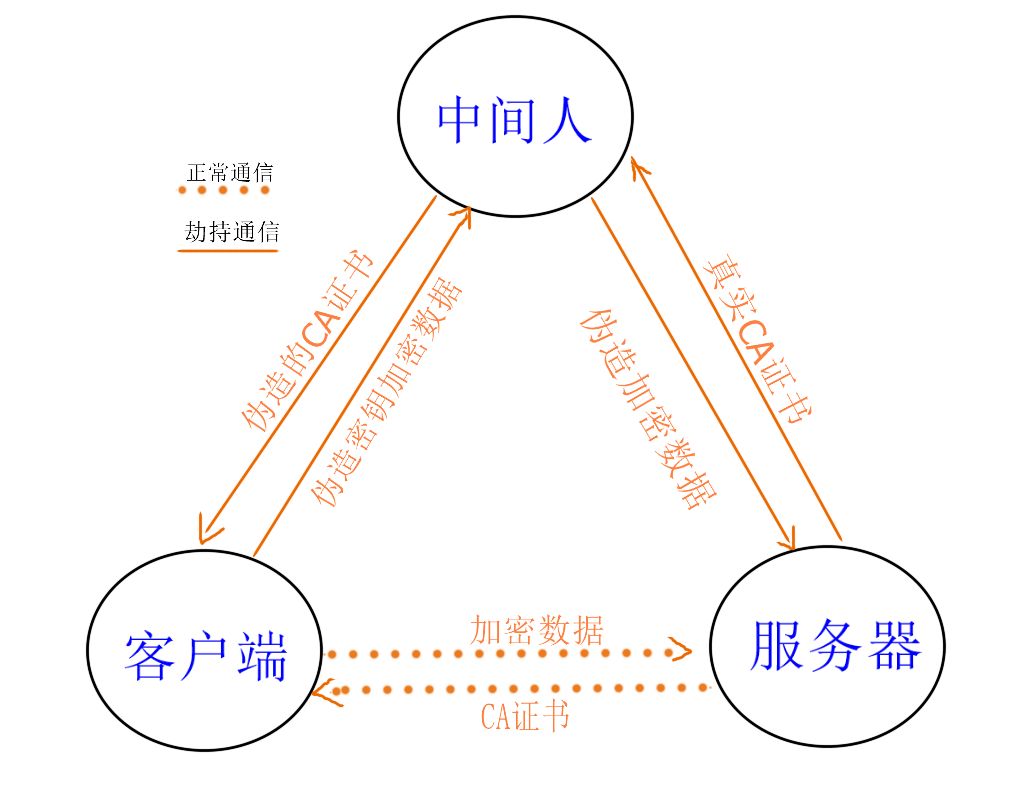 中间人
正常通信
劫持通信
伪造的CA证书
伪造密钥加密数据
伪造加密数据
真实CA证书
客户端
加密数据
CA证书
服务器